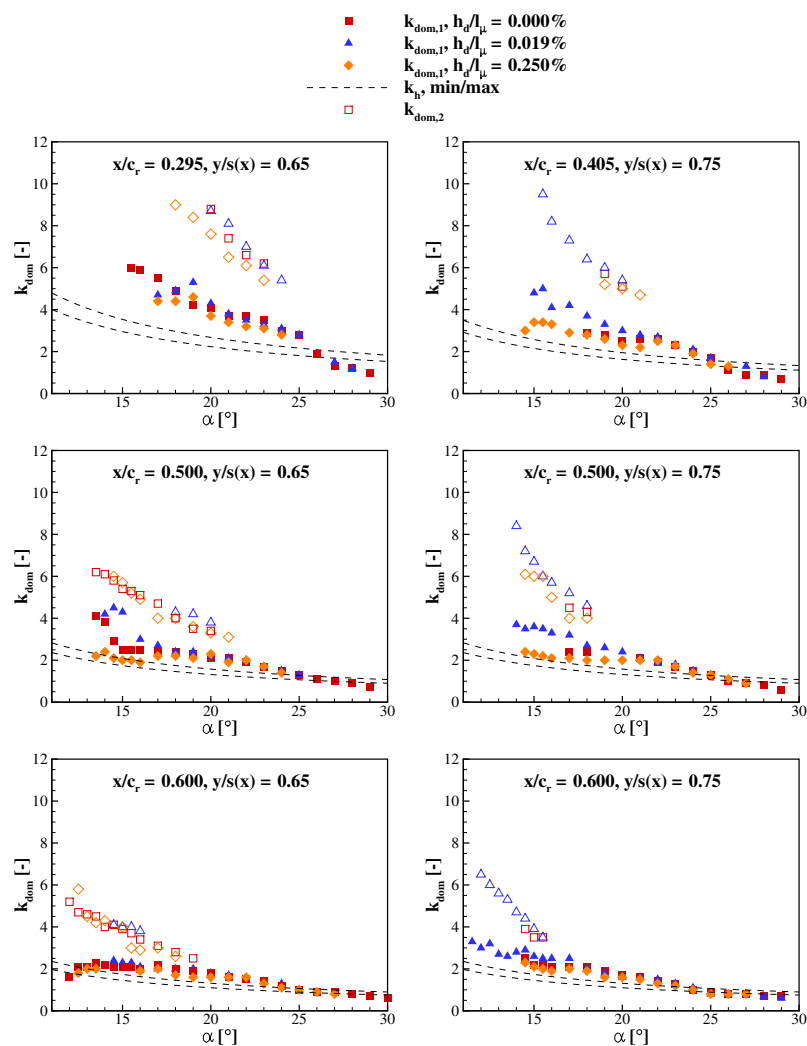 k_dom,1, h_d/l_μ = 0.000%
k_dom,1, h_d/l_μ = 0.019%
k_dom,1, h_d/l_μ = 0.250%
k_h, min/max
k_dom,2
x/c_r = 0.295, y/s(x) = 0.65
k_dom [-]
12
10
8
6
4
2
0
15 20 25 30
α [°]
x/c_r = 0.405, y/s(x) = 0.75
k_dom [-]
12
10
8
6
4
2
0
15 20 25 30
α [°]
x/c_r = 0.500, y/s(x) = 0.65
k_dom [-]
12
10
8
6
4
2
0
15 20 25 30
α [°]
x/c_r = 0.500, y/s(x) = 0.75
k_dom [-]
12
10
8
6
4
2
0
15 20 25 30
α [°]
x/c_r = 0.600, y/s(x) = 0.65
k_dom [-]
12
10
8
6
4
2
0
15 20 25 30
α [°]
x/c_r = 0.600, y/s(x) = 0.75
k_dom [-]
12
10
8
6
4
2
0
15 20 25 30
α [°]